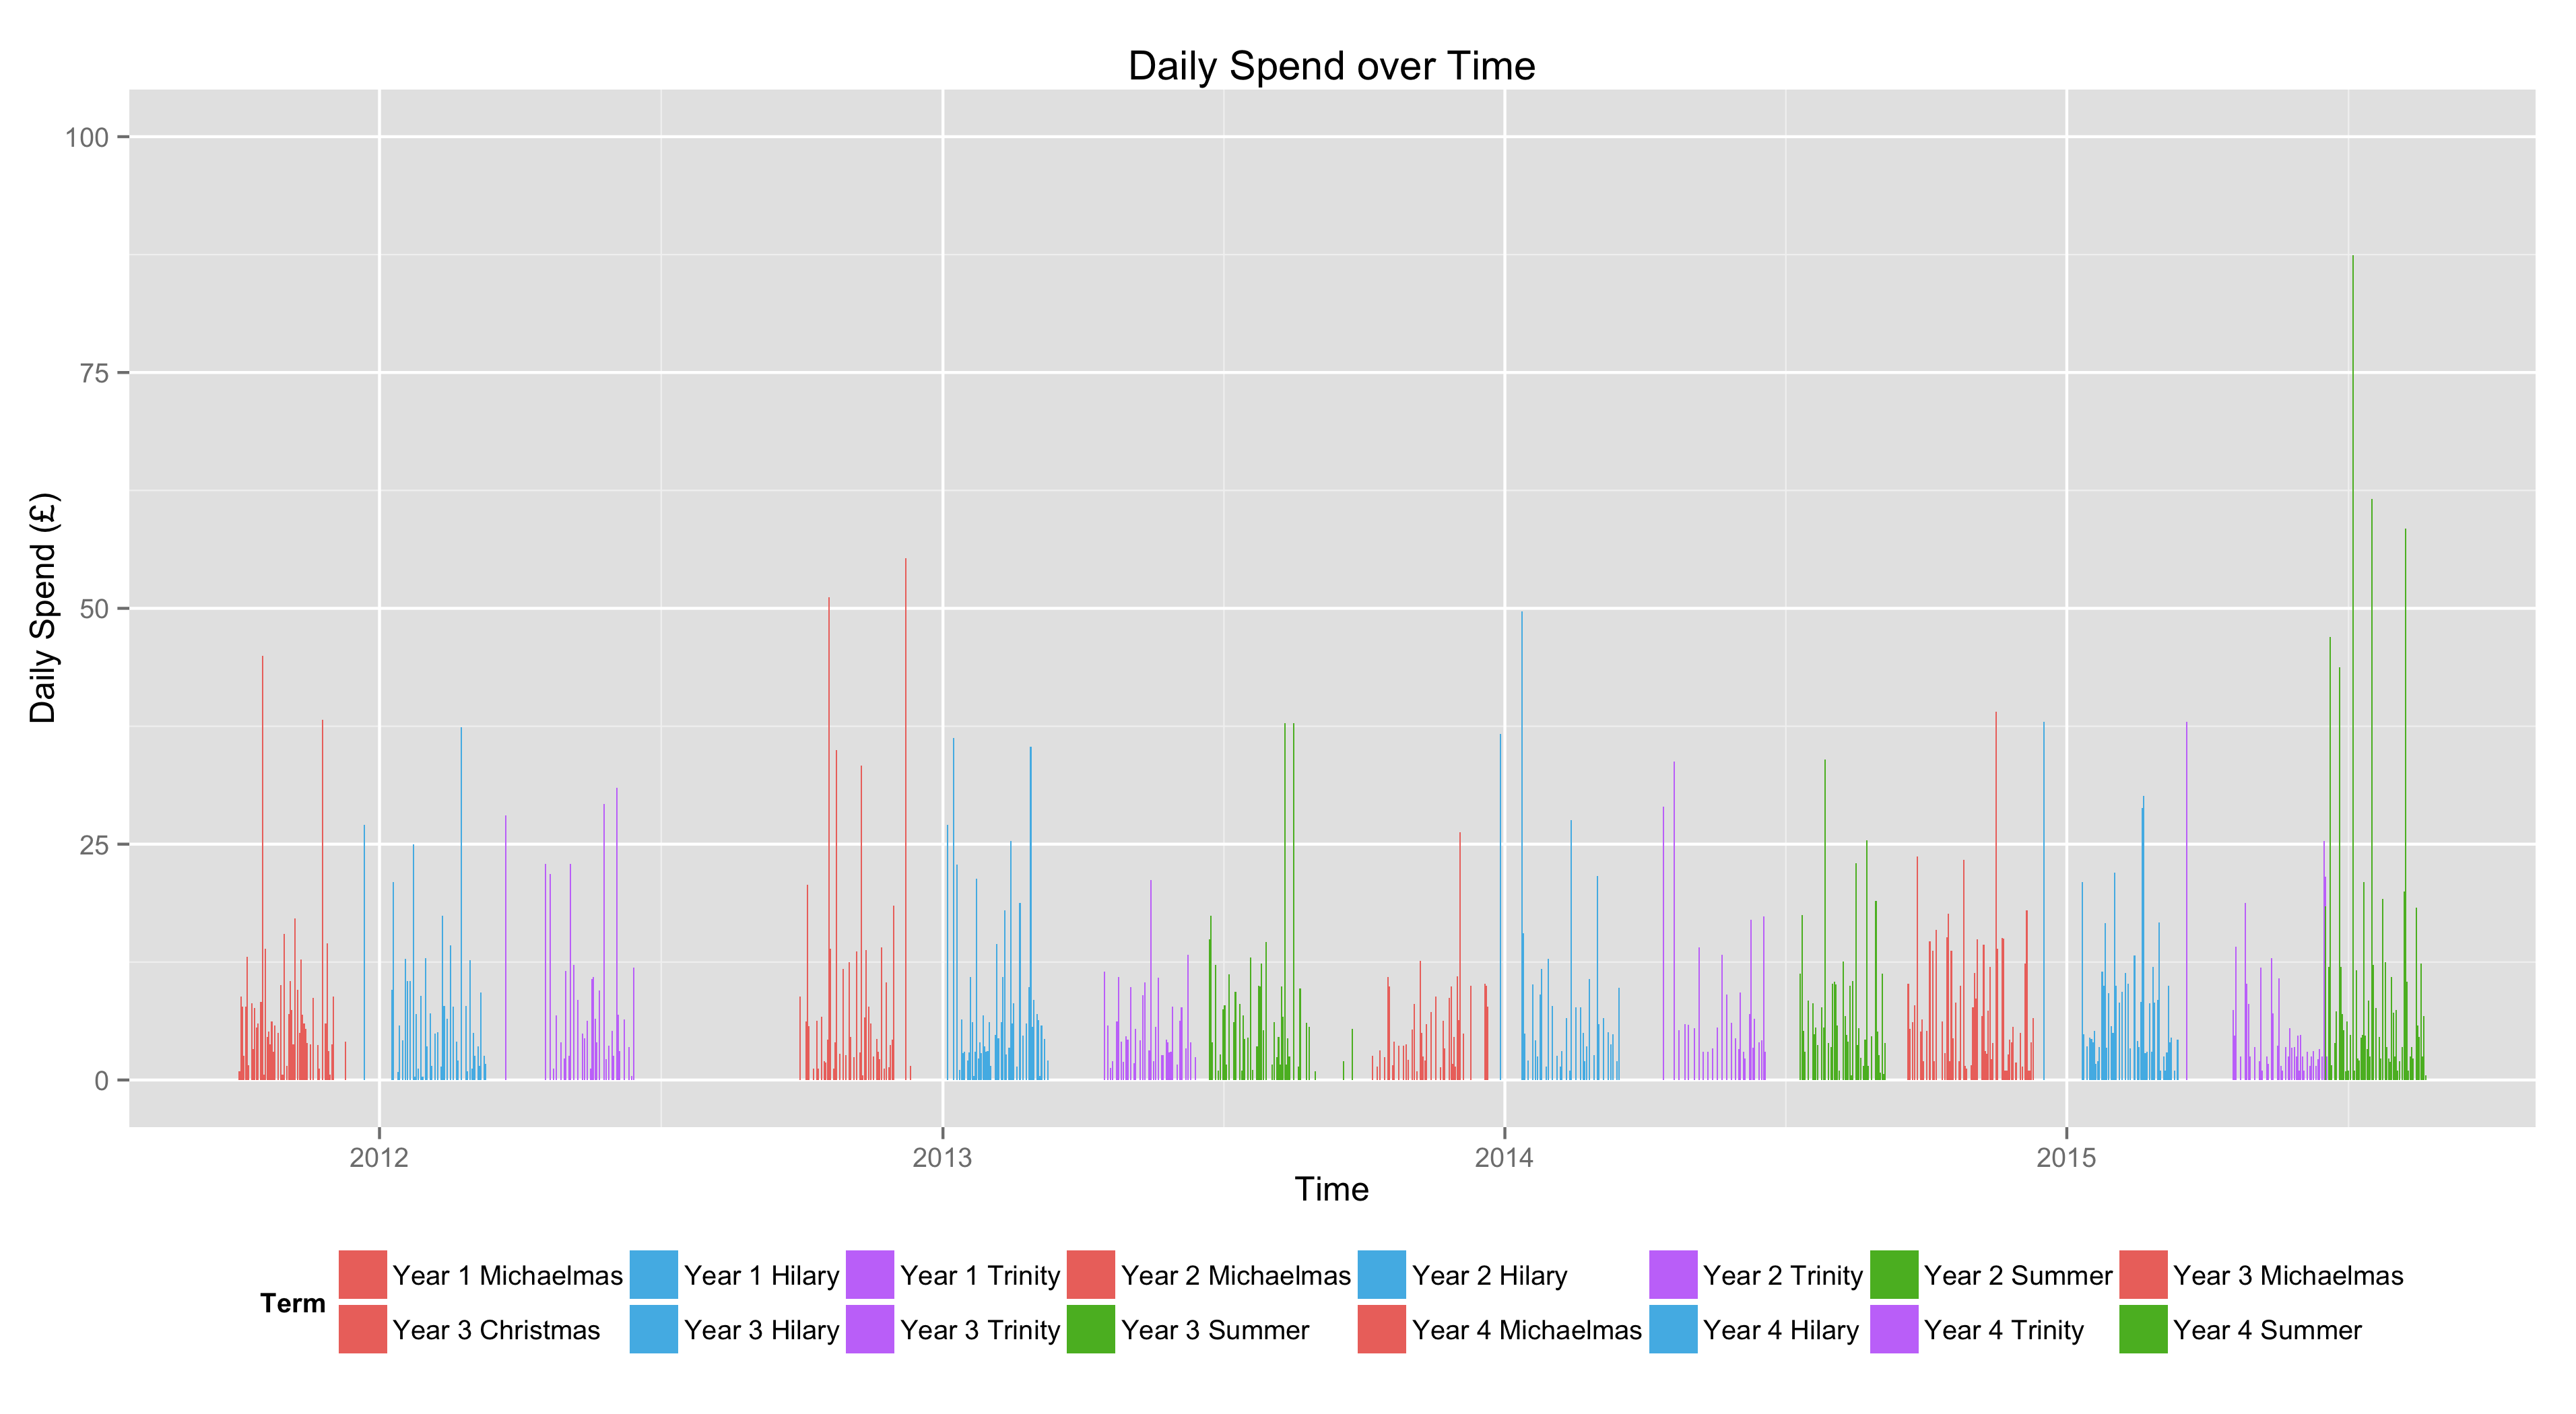 Daily Spend over Time
100
75
50
25
0
Daily Spend (£)
2012 2013 2014 2015
Time
Term
Year 1 Michaelmas Year 1 Hilary Year 1 Trinity Year 2 Michaelmas Year 2 Hilary Year 2 Trinity Year 2 Summer Year 3 Michaelmas
Year 3 Christmas Year 3 Hilary Year 3 Trinity Year 3 Summer Year 4 Michaelmas Year 4 Hilary Year 4 Trinity Year 4 Summer